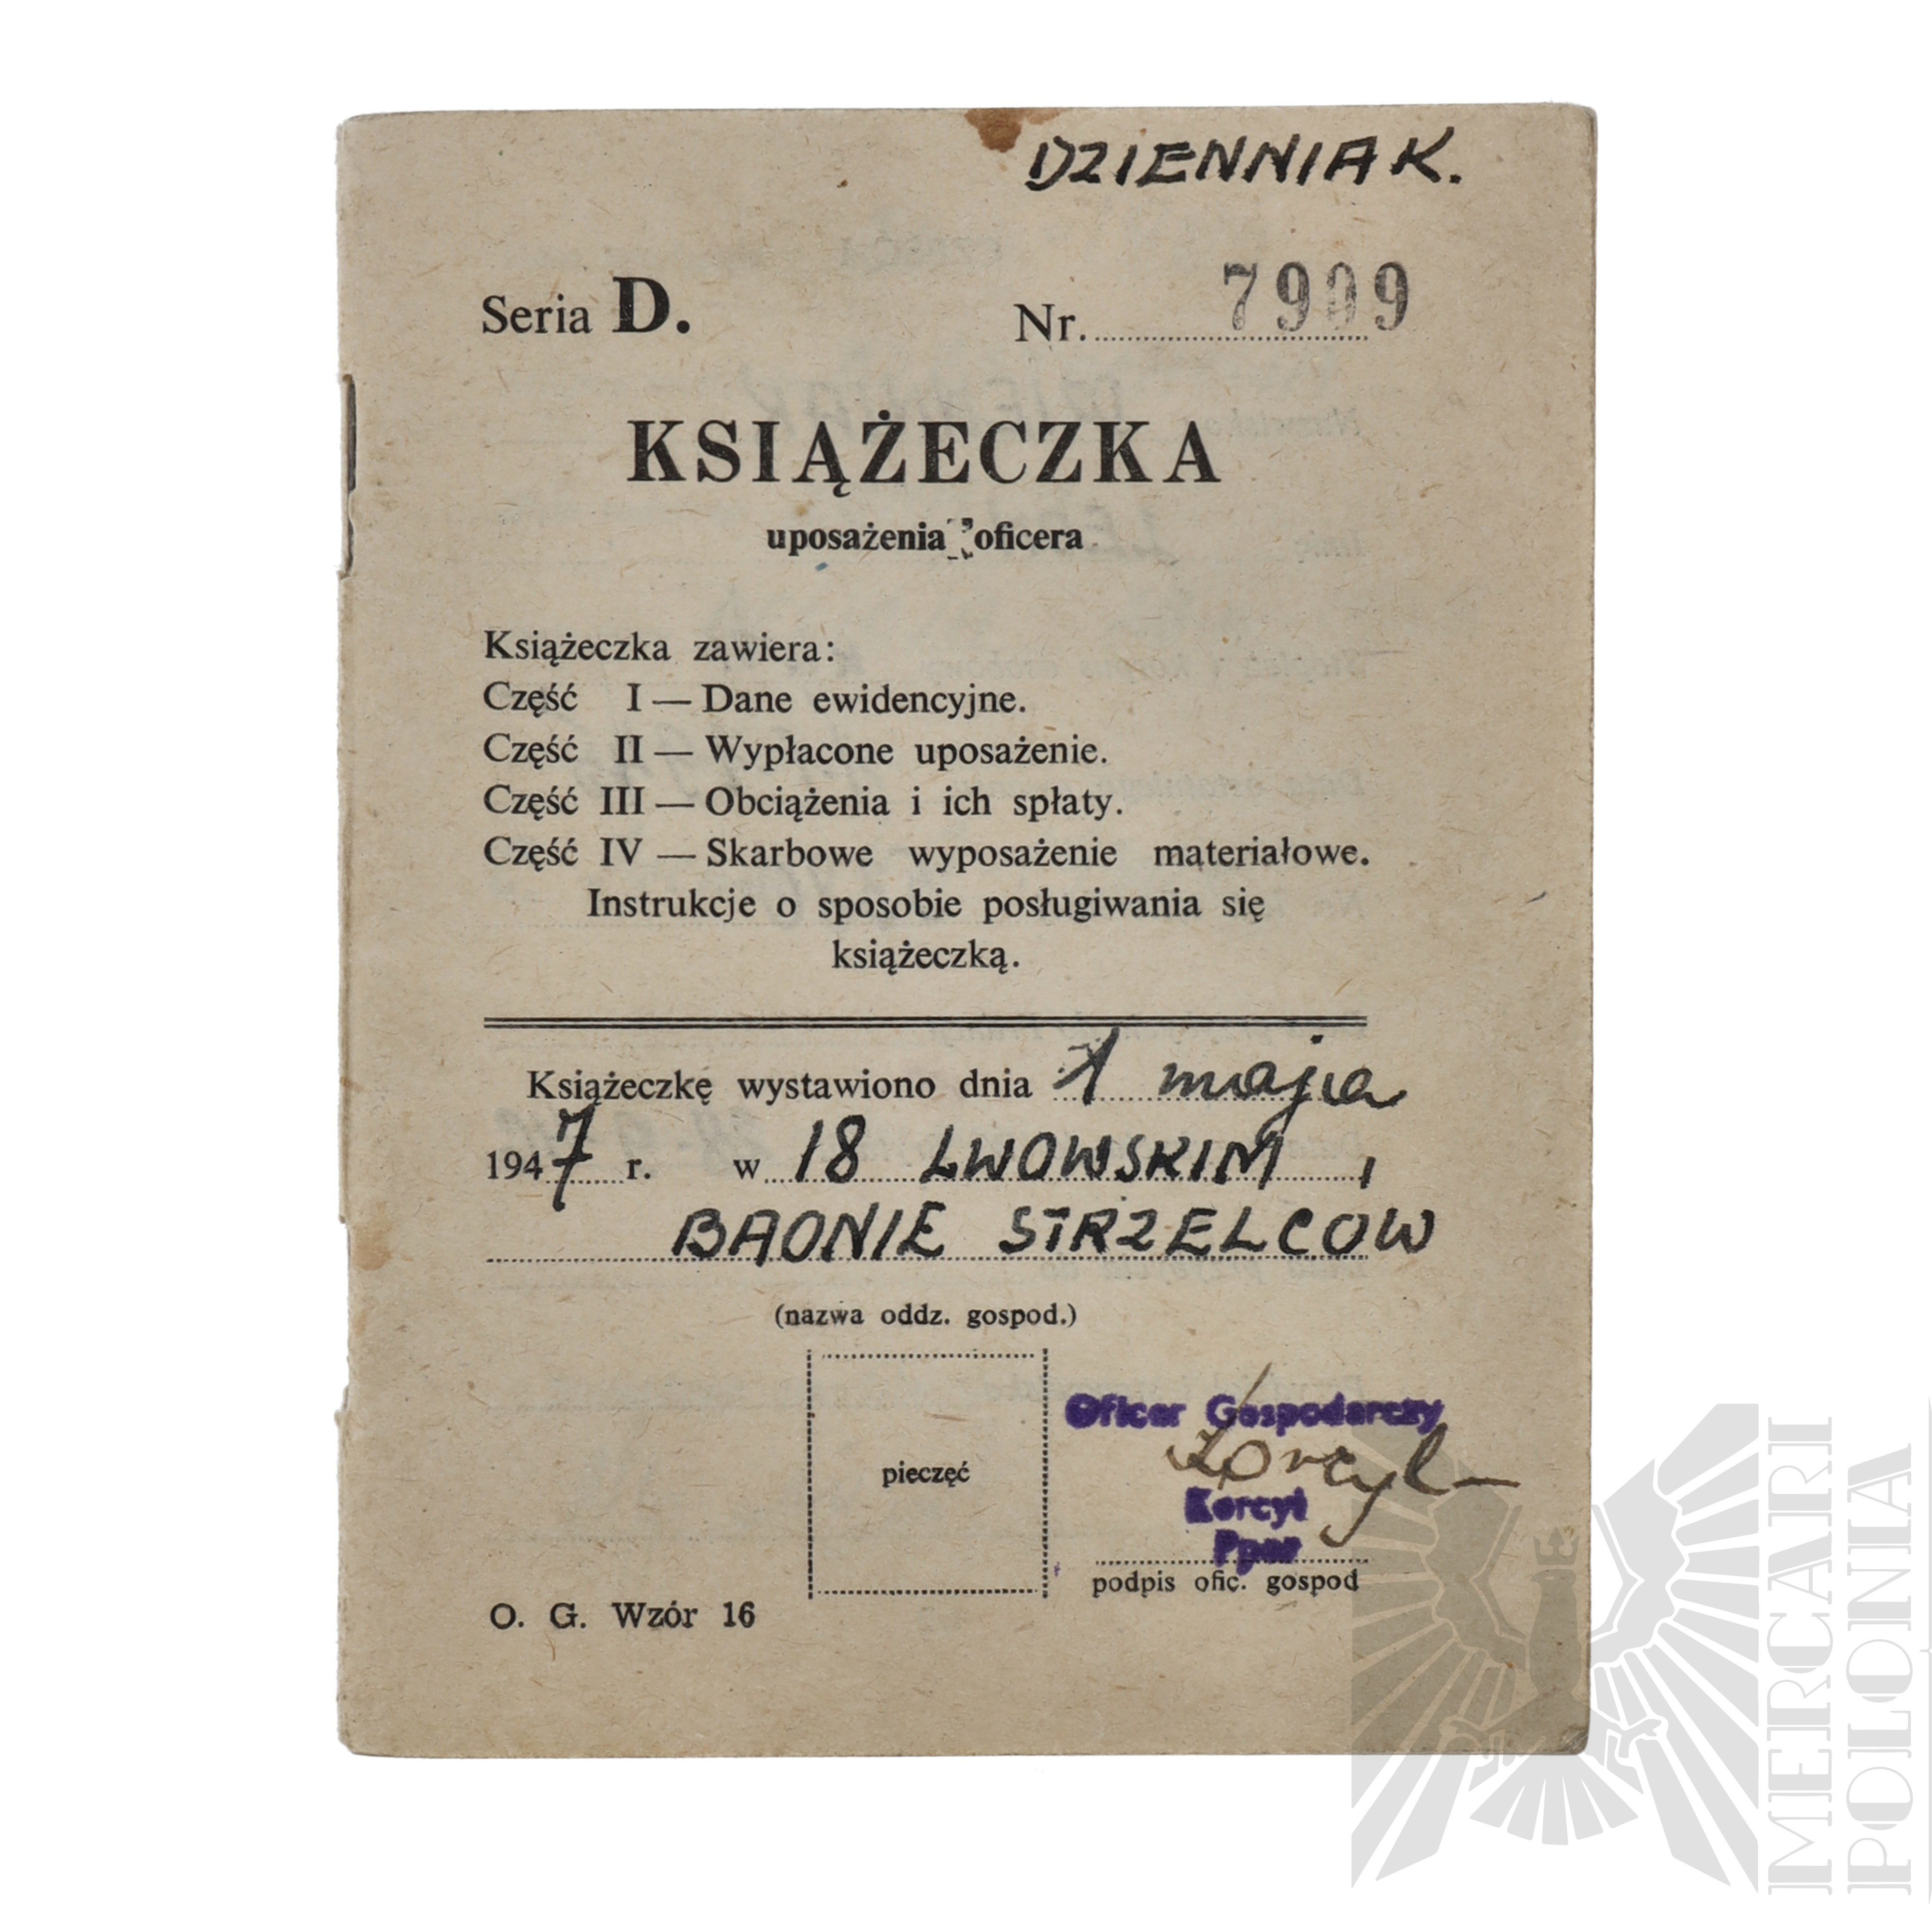 DZIENNIAK.
Seria D. Nr. 7909
KSIĄŻECZKA
uposażenia oficera
Książeczka zawiera:
Część I — Dane ewidencyjne.
Część II — Wypłacone uposażenie.
Część III — Obciążenia i ich spłaty.
Część IV — Skarbowe wyposażenie materiałowe.
Instrukcje o sposobie posługiwania się
książeczką.
Książeczkę wystawiono dnia 1 maja
1947 r. w 18 LWOWSKIM
BAONIE STRZELCOW
(nazwa oddz. gospod.)
pieczęć
Oficer Gospodarczy
Korcyl
Ppor
podpis ofic. gospod
O. G. Wzór 16
MERCARI
POLONIA